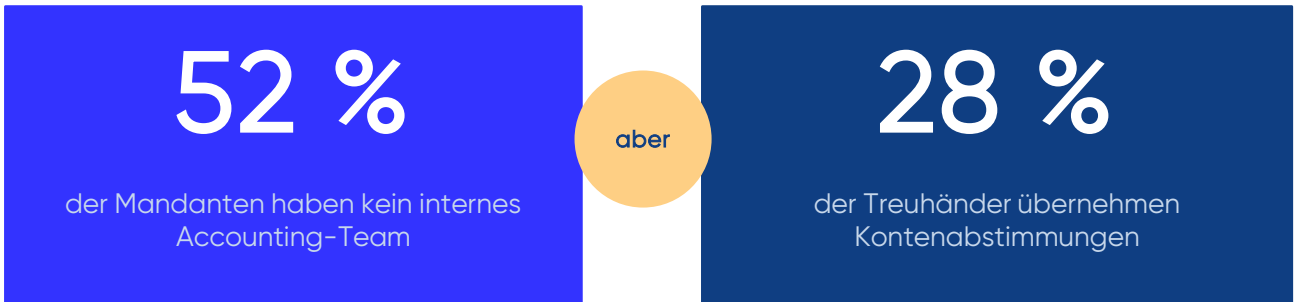 52 %
der Mandanten haben kein internes
Accounting-Team
aber
28 %
der Treuhänder übernehmen
Kontenabstimmungen